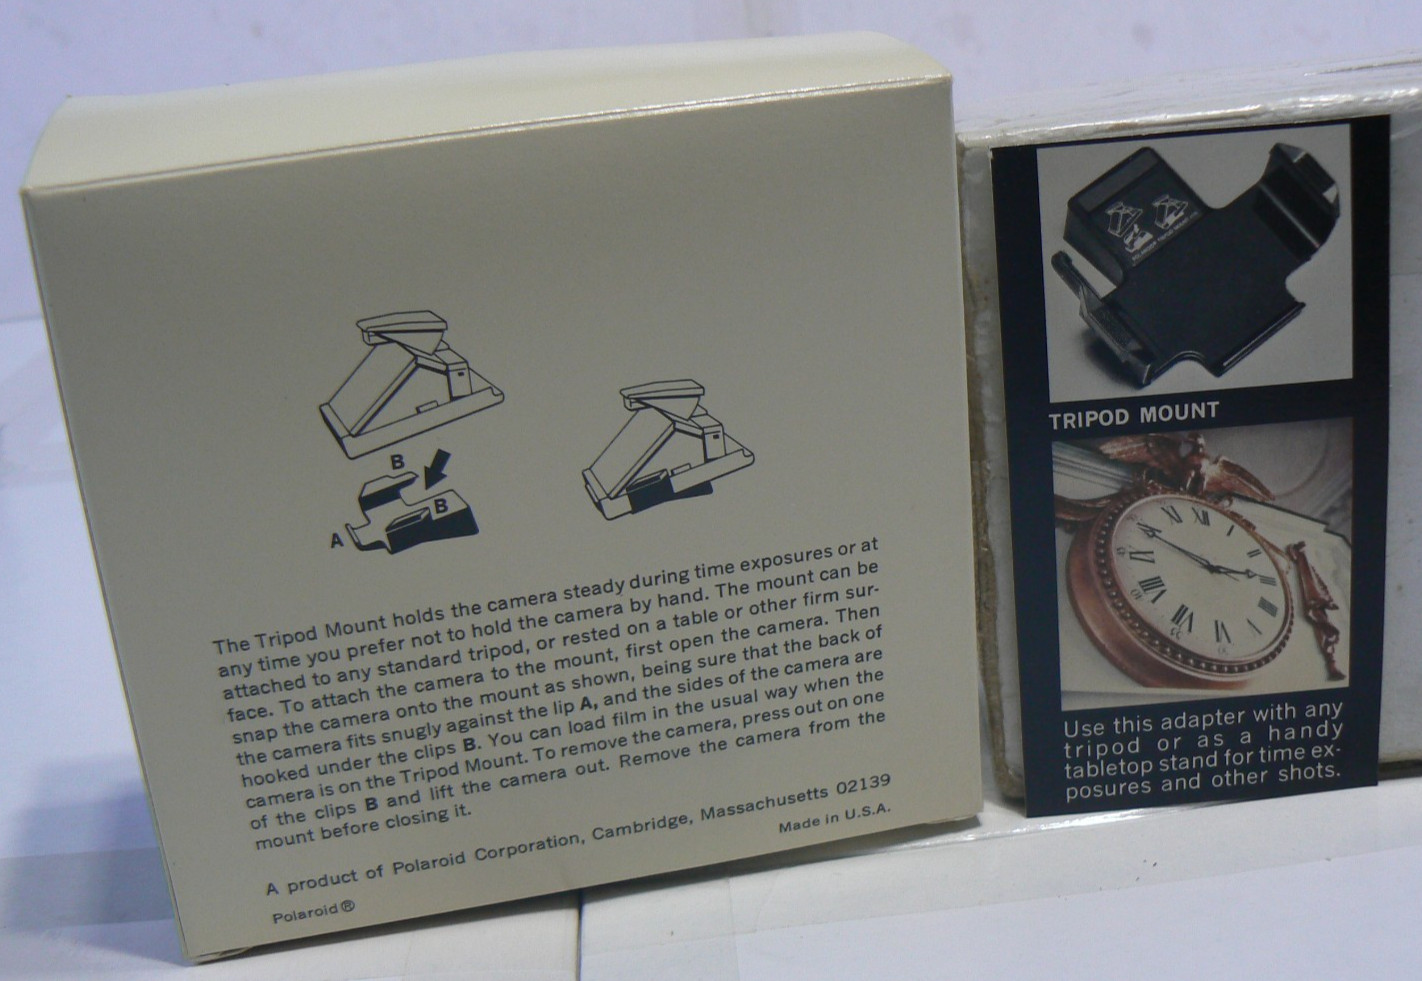 B
B
A
The Tripod Mount holds the camera steady during time exposures or at
any time you prefer not to hold the camera by hand. The mount can be
attached to any standard tripod, or rested on a table or other firm sur-
face. To attach the camera to the mount, first open the camera. Then
snap the camera onto the mount as shown, being sure that the back of
the camera fits snugly against the lip A, and the sides of the camera are
hooked under the clips B. You can load film in the usual way when the
camera is on the Tripod Mount. To remove the camera, press out on one
of the clips B and lift the camera out. Remove the camera from the
mount before closing it.
A product of Polaroid Corporation, Cambridge, Massachusetts 02139
Made in U.S.A.
Polaroid®
TRIPOD MOUNT
Use this adapter with any
tripod or as a handy
tabletop stand for time ex-
posures and other shots.